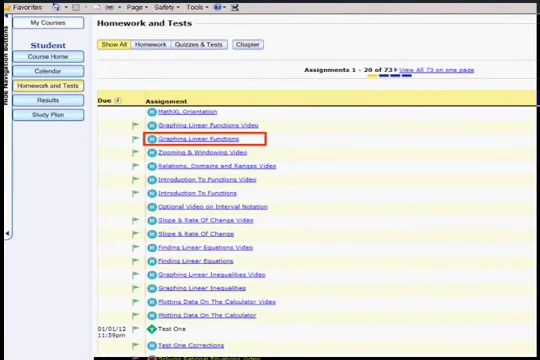 Favorites Page Safety Tools
My Courses
Homework and Tests
Student
Show All Homework Quizzes & Tests Chapter
Course Home
Calendar
Assignments 1 - 20 of 73 View All 73 on one page
Homework and Tests
Results
Study Plan
Hide Navigation Buttons
Due Assignment
MathXL Orientation
Graphing Linear Functions Video
Graphing Linear Functions
Zooming & Windowing Video
Relations, Domains and Ranges Video
Introduction To Functions Video
Introduction To Functions
Optional Video on Interval Notation
Slope & Rate Of Change Video
Slope & Rate Of Change
Finding Linear Equations Video
Finding Linear Equations
Graphing Linear Inequalities Video
Graphing Linear Inequalities
Plotting Data On The Calculator Video
Plotting Data On The Calculator
01/01/12 11:59pm Test One
Test One Corrections